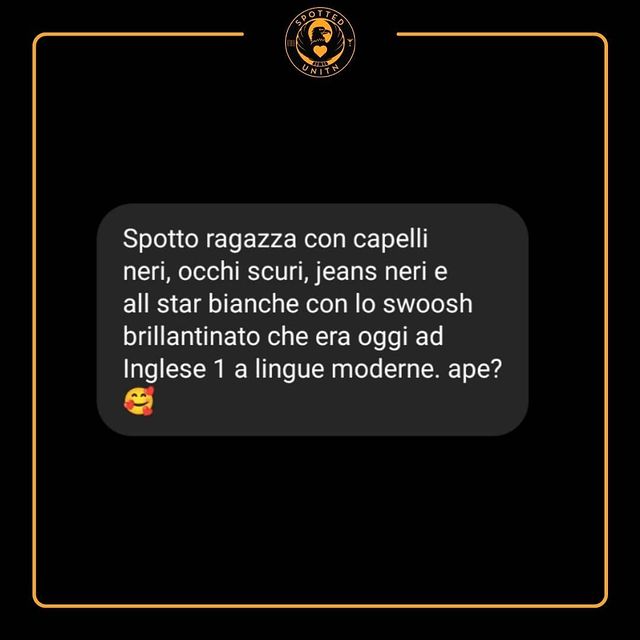 SPOTTED
UNITN
Spotto ragazza con capelli
neri, occhi scuri, jeans neri e
all star bianche con lo swoosh
brillantinato che era oggi ad
Inglese 1 a lingue moderne. ape?
🥰